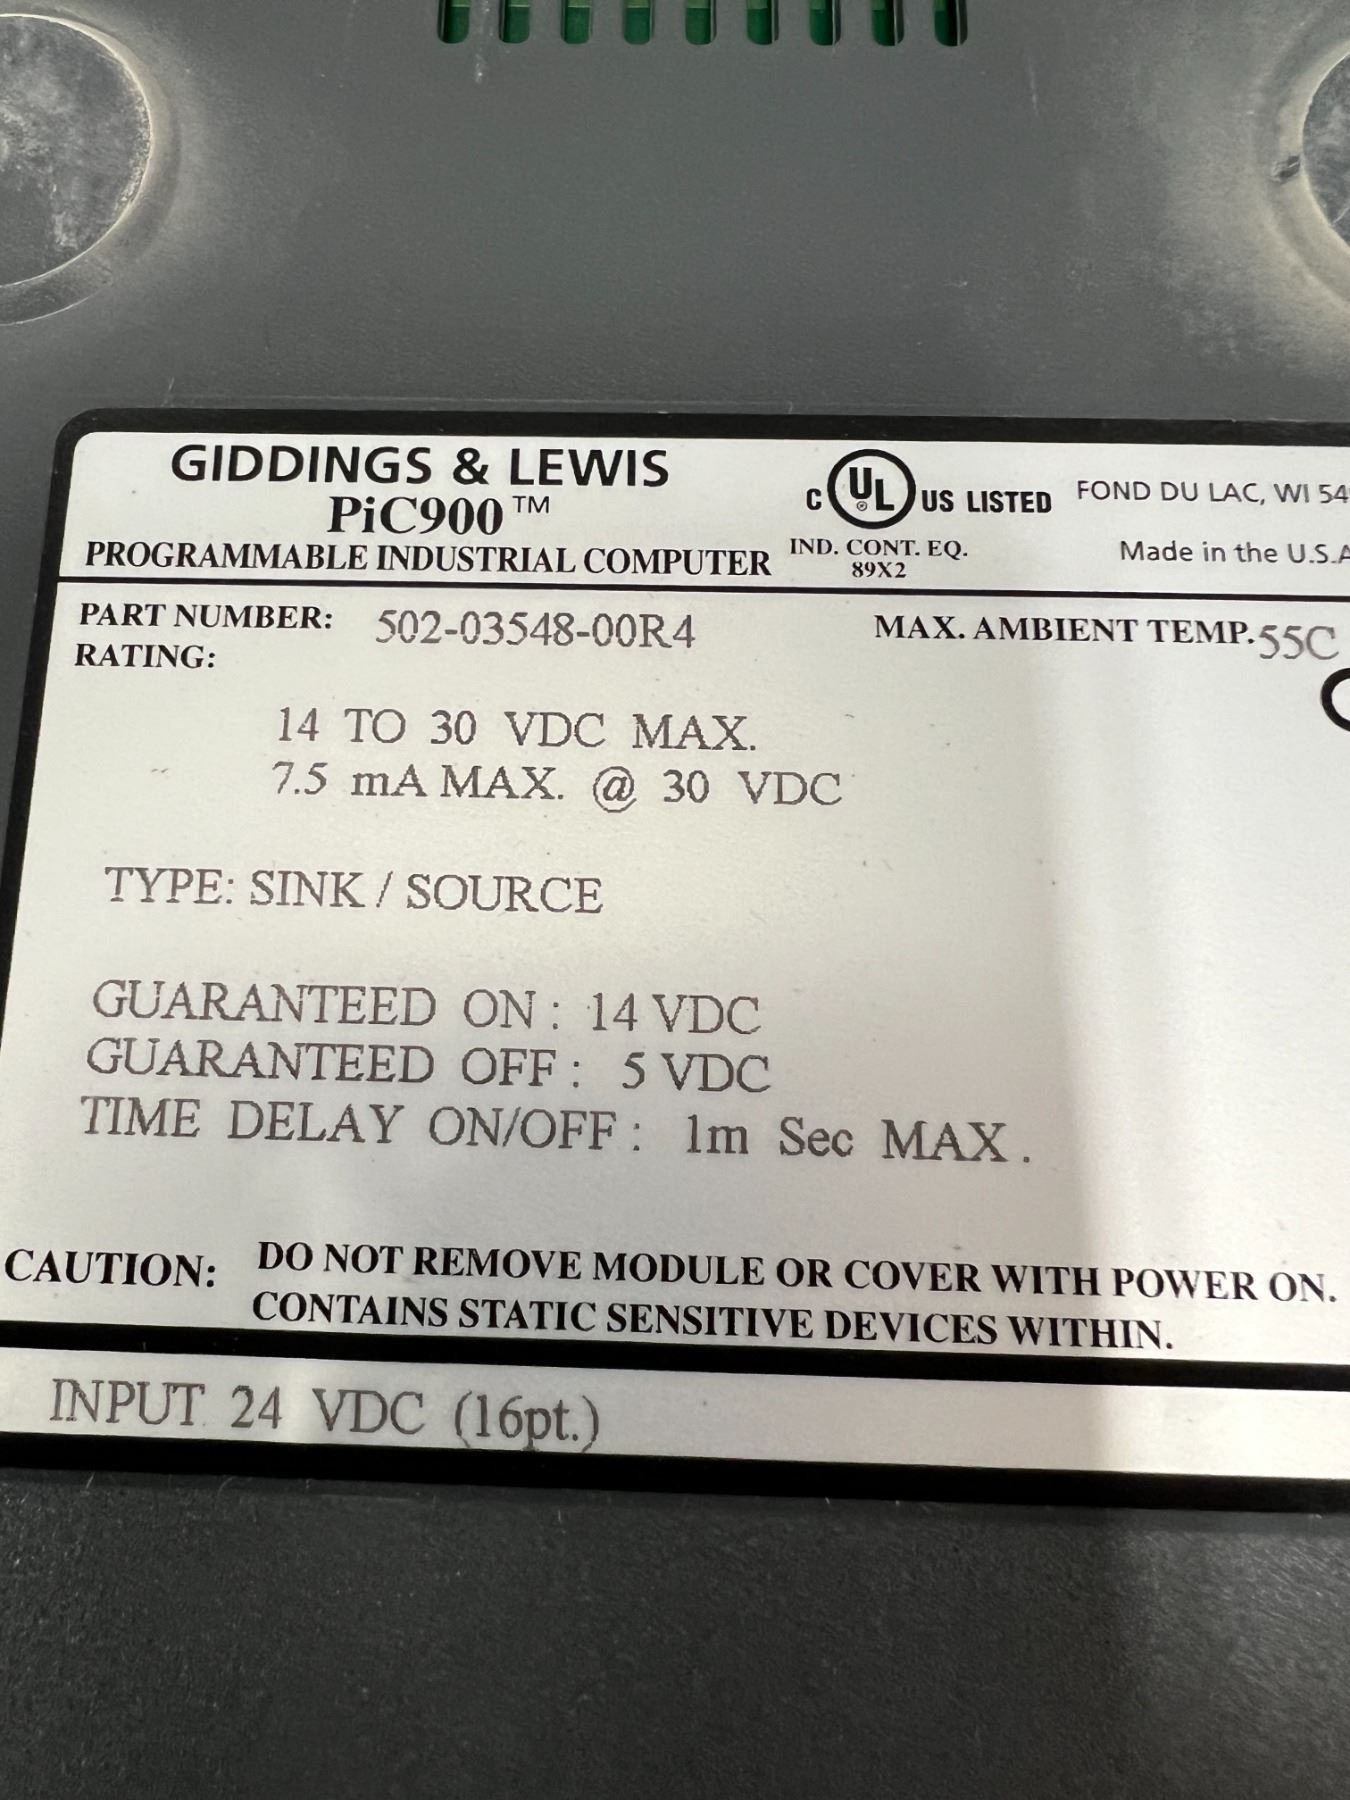 GIDDINGS & LEWIS
PiC900™
PROGRAMMABLE INDUSTRIAL COMPUTER
C UL ® US LISTED
IND. CONT. EQ.
89X2
FOND DU LAC, WI
Made in the U.S.A
PART NUMBER: 502-03548-00R4
MAX. AMBIENT TEMP. 55C
RATING:
14 TO 30 VDC MAX.
7.5 mA MAX. @ 30 VDC
TYPE: SINK / SOURCE
GUARANTEED ON : 14 VDC
GUARANTEED OFF : 5 VDC
TIME DELAY ON/OFF : 1m Sec MAX .
CAUTION: DO NOT REMOVE MODULE OR COVER WITH POWER ON.
CONTAINS STATIC SENSITIVE DEVICES WITHIN.
INPUT 24 VDC (16pt.)